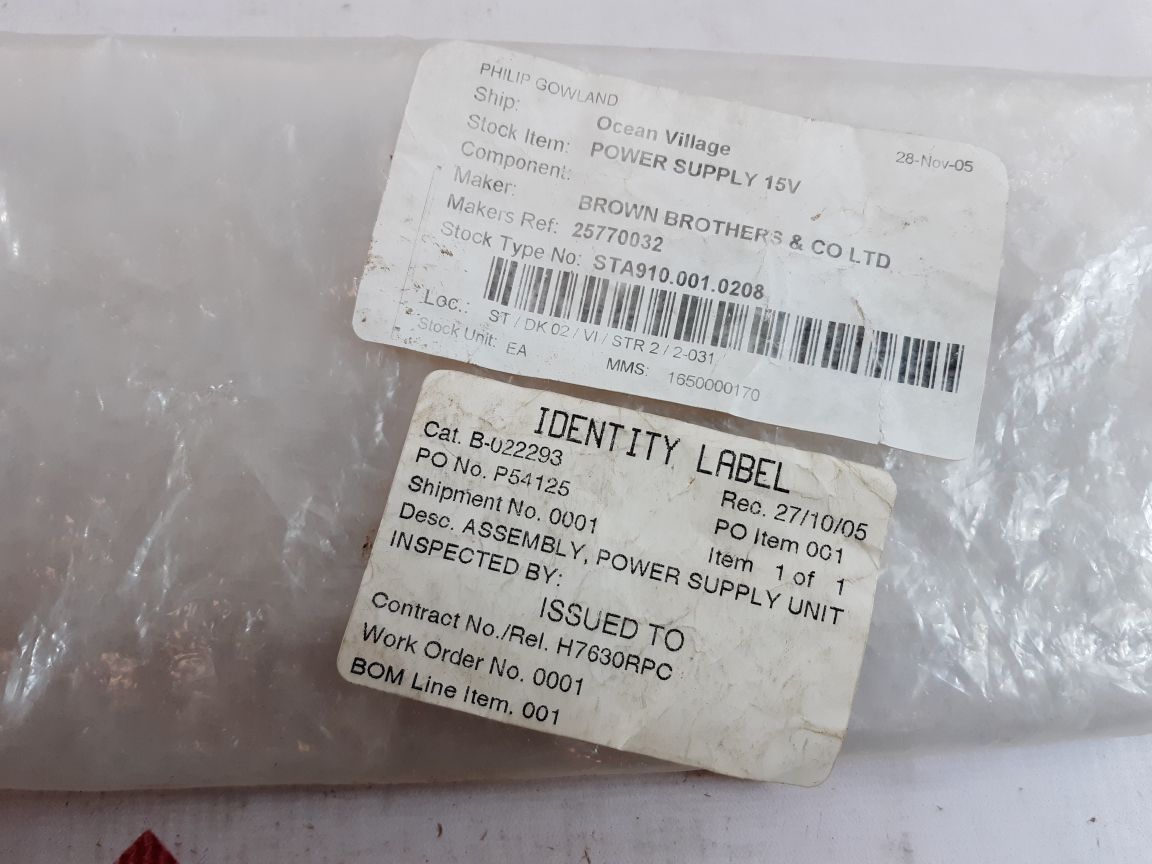 PHILIP GOWLAND
28-Nov-05
Ship: Ocean Village
Stock Item: POWER SUPPLY 15V
Component:
Maker: BROWN BROTHERS & CO LTD
Makers Ref: 25770032
Stock Type No: STA910.001.0208
Loc.: ST / DK 02 / VI / STR 2 / 2-031
Stock Unit: EA MMS: 1650000170
IDENTITY LABEL
Cat. B-022293 Rec. 27/10/05
PO No. P54125 PO Item 001
Shipment No. 0001 Item 1 of 1
Desc. ASSEMBLY, POWER SUPPLY UNIT
INSPECTED BY:
ISSUED TO
Contract No./Rel. H7630RPC
Work Order No. 0001
BOM Line Item. 001